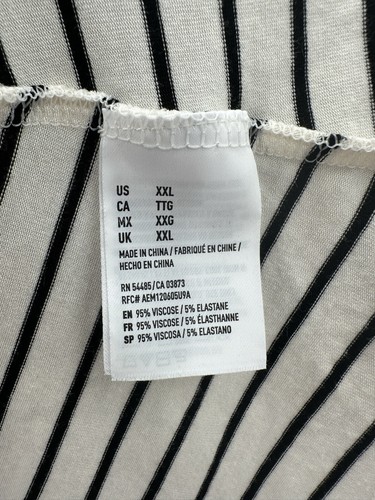 US XXL
CA TTG
MX XXG
UK XXL
MADE IN CHINA / FABRIQUÉ EN CHINE /
HECHO EN CHINA
RN 54485/CA 03873
RFC# AEM120605U9A
EN 95% VISCOSE / 5% ELASTANE
FR 95% VISCOSE / 5% ÉLASTHANNE
SP 95% VISCOSA / 5% ELASTANO